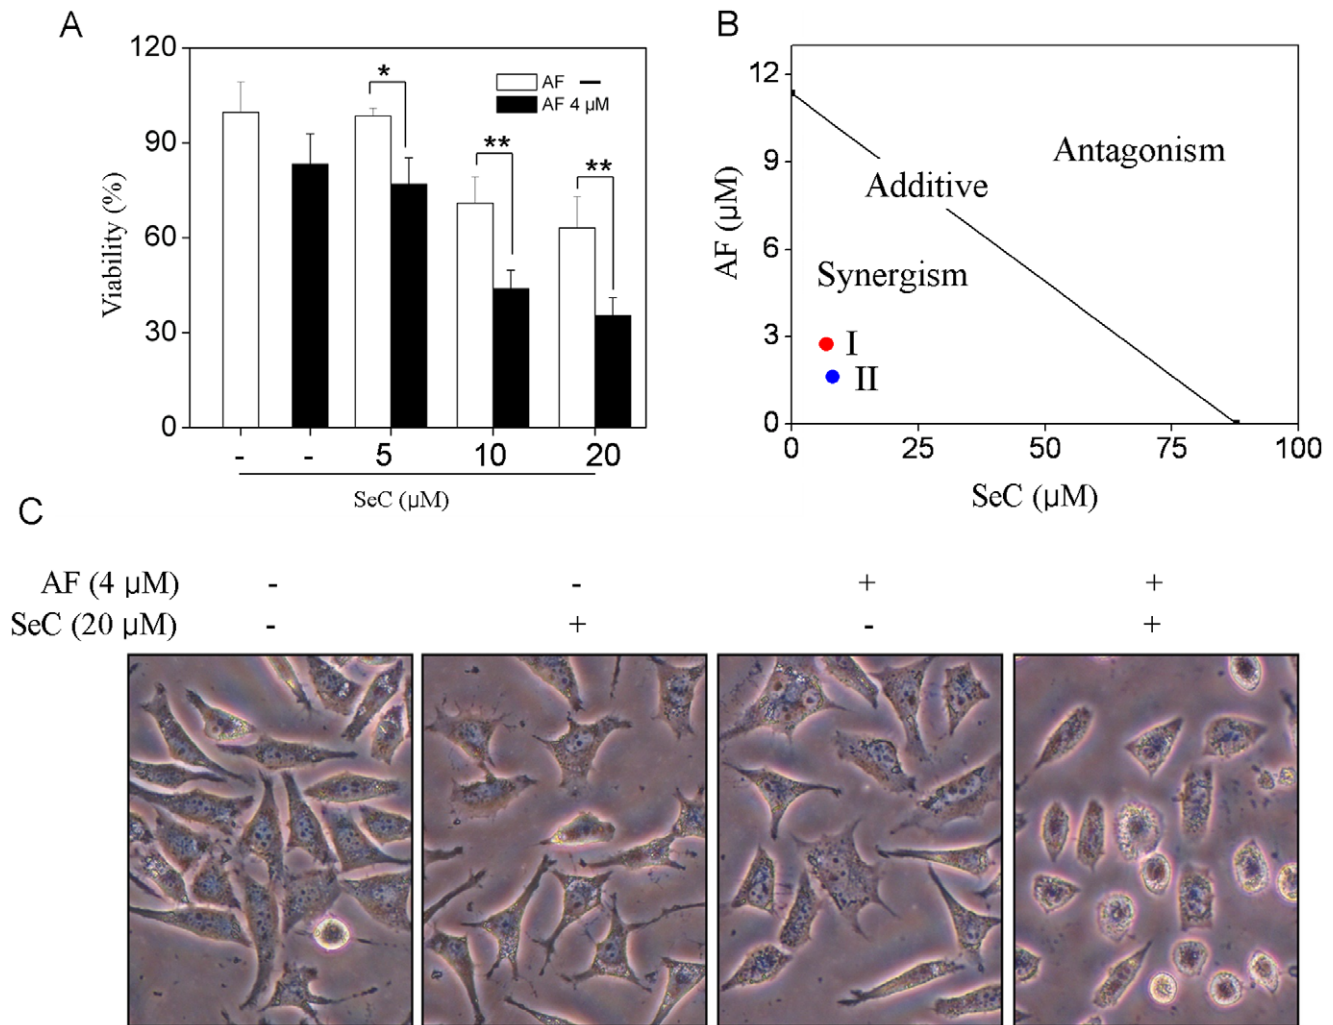 A
120
90
60
30
0
Viability (%)
AF –
AF 4 µM
*
**
**
- - 5 10 20
SeC (µM)
B
12
9
6
3
0
AF (µM)
Antagonism
Additive
Synergism
I
II
0 25 50 75 100
SeC (µM)
C
AF (4 µM) - - + +
SeC (20 µM) - + - +